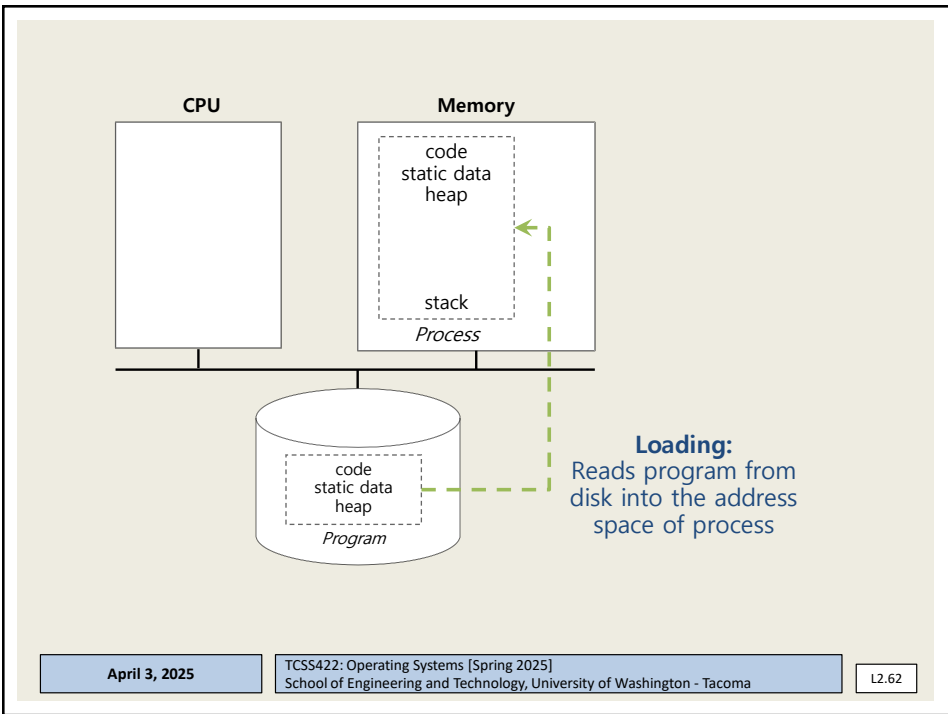 CPU
Memory
code
static data
heap
stack
Process
code
static data
heap
Program
Loading:
Reads program from
disk into the address
space of process
April 3, 2025
TCSS422: Operating Systems [Spring 2025]
School of Engineering and Technology, University of Washington - Tacoma
L2.62